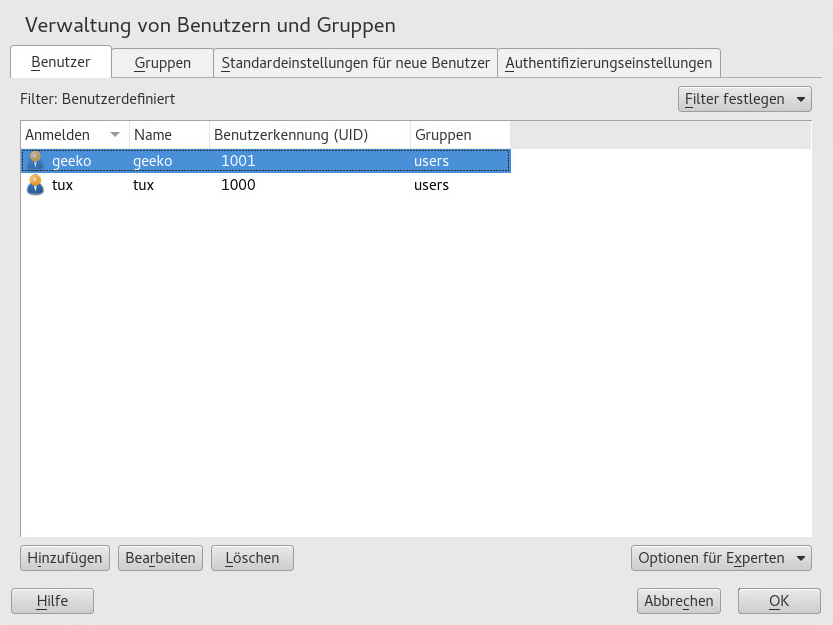 Verwaltung von Benutzern und Gruppen
Benutzer Gruppen Standardeinstellungen für neue Benutzer Authentifizierungseinstellungen
Filter: Benutzerdefiniert Filter festlegen
Anmelden Name Benutzerkennung (UID) Gruppen
geeko geeko 1001 users
tux tux 1000 users
Hinzufügen Bearbeiten Löschen Optionen für Experten
Hilfe Abbrechen OK